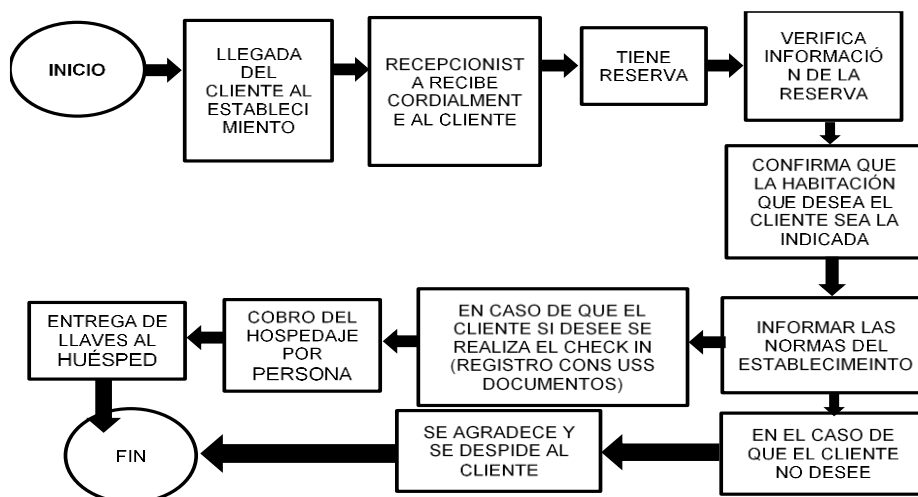 INICIO
LLEGADA
DEL
CLIENTE AL
ESTABLECI
MIENTO
RECEPCIONIST
A RECIBE
CORDIALMENT
E AL CLIENTE
TIENE
RESERVA
VERIFICA
INFORMACIÓ
N DE LA
RESERVA
CONFIRMA QUE
LA HABITACIÓN
QUE DESEA EL
CLIENTE SEA LA
INDICADA
INFORMAR LAS
NORMAS DEL
ESTABLECIMEINTO
EN CASO DE QUE EL
CLIENTE SI DESEE SE
REALIZA EL CHECK IN
(REGISTRO CONS USS
DOCUMENTOS)
COBRO DEL
HOSPEDAJE
POR
PERSONA
ENTREGA DE
LLAVES AL
HUÉSPED
EN EL CASO DE
QUE EL CLIENTE
NO DESEE
SE AGRADECE Y
SE DESPIDE AL
CLIENTE
FIN